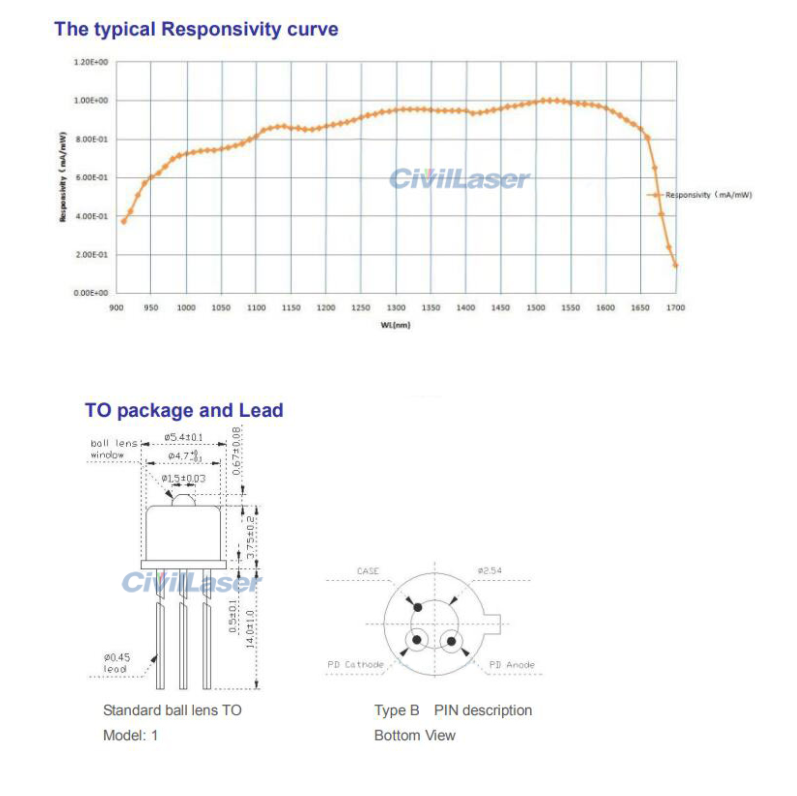 The typical Responsivity curve
1.20E+00
1.00E+00
8.00E-01
6.00E-01
4.00E-01
2.00E-01
0.00E+00
Responsivity (mA/mW)
CivilLaser
Responsivity (mA/mW)
900 950 1000 1050 1100 1150 1200 1250 1300 1350 1400 1450 1500 1550 1600 1650 1700
WL(nm)
TO package and Lead
ball lens
window
ø5.4±0.1
ø4.7+0-0.1
ø1.5±0.03
0.67±0.08
3.75±0.2
CivilLaser
0.5±0.1
14.0±1.0
ø0.45
lead
CASE
ø2.54
PD Cathode
PD Anode
Standard ball lens TO
Model: 1
Type B PIN description
Bottom View